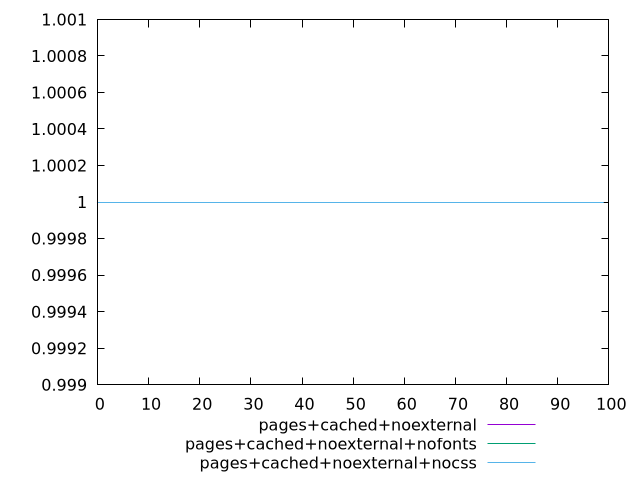 1.001
1.0008
1.0006
1.0004
1.0002
1
0.9998
0.9996
0.9994
0.9992
0.999
0 10 20 30 40 50 60 70 80 90 100
pages+cached+noexternal
pages+cached+noexternal+nofonts
pages+cached+noexternal+nocss